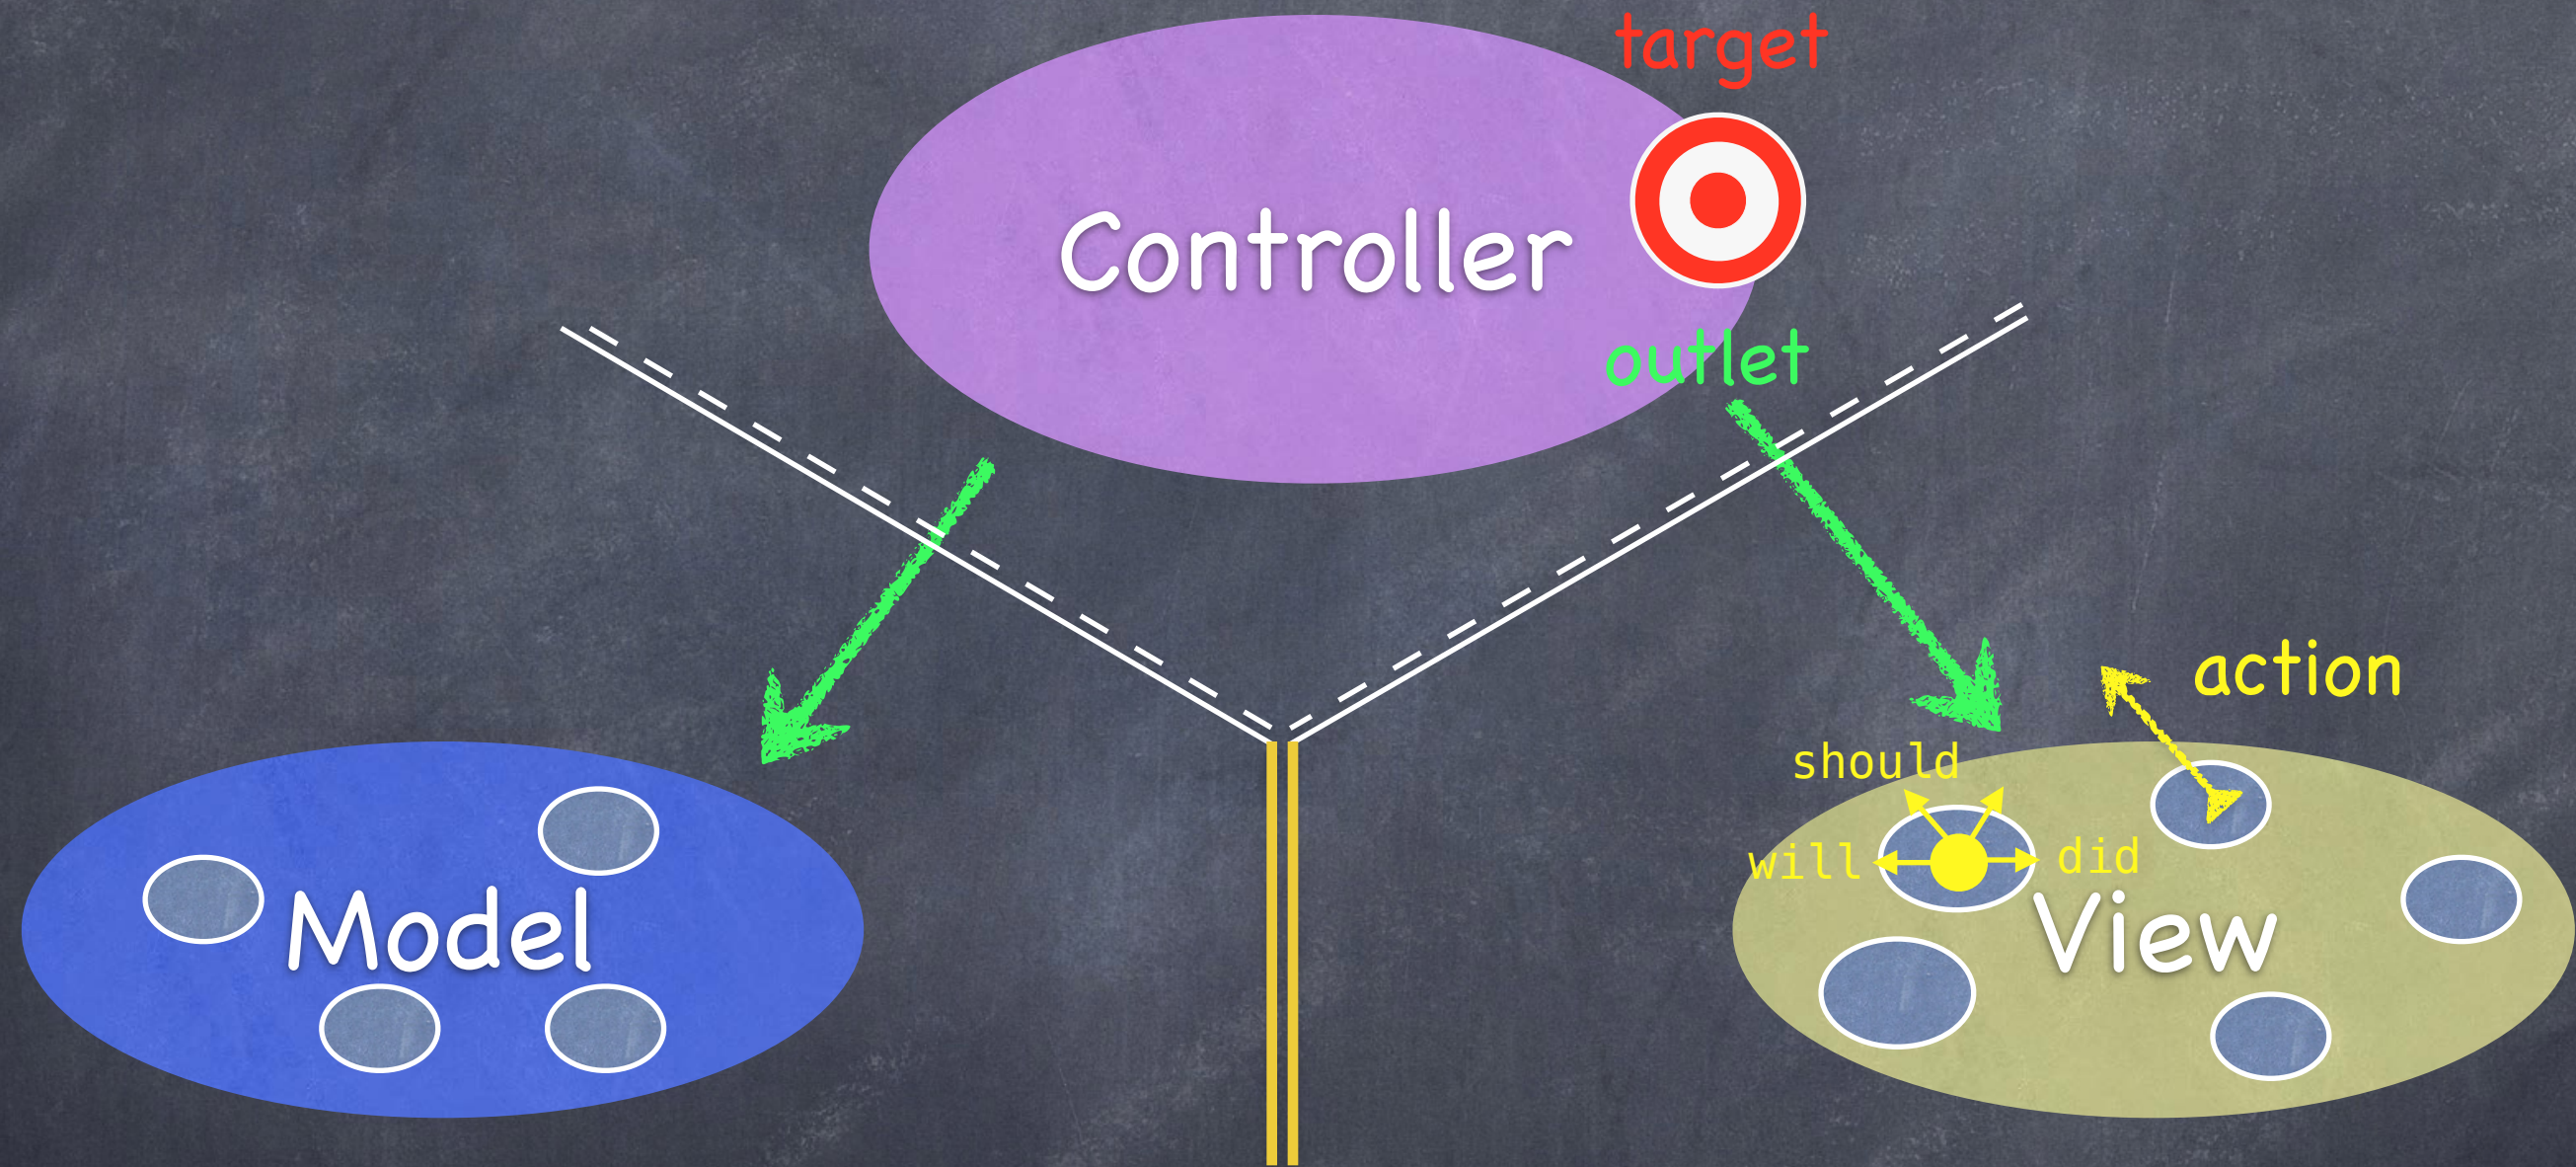 target
Controller
outlet
action
should
will
did
Model
View